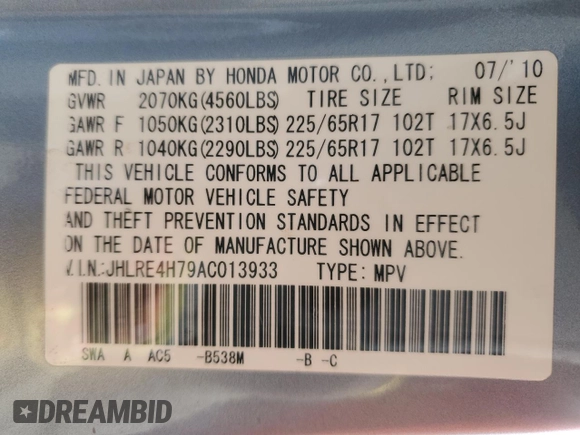 MFD. IN JAPAN BY HONDA MOTOR CO.,LTD: 07/'10
GVWR 2070KG(4560LBS) TIRE SIZE RIM SIZE
GAWR F 1050KG(2310LBS) 225/65R17 102T 17X6.5J
GAWR R 1040KG(2290LBS) 225/65R17 102T 17X6.5J
THIS VEHICLE CONFORMS TO ALL APPLICABLE
FEDERAL MOTOR VEHICLE SAFETY
AND THEFT PREVENTION STANDARDS IN EFFECT
ON THE DATE OF MANUFACTURE SHOWN ABOVE.
V.I.N.:JHLRE4H79AC013933 TYPE: MPV
SWA A AC5 -B538M -B -C
DREAMBID